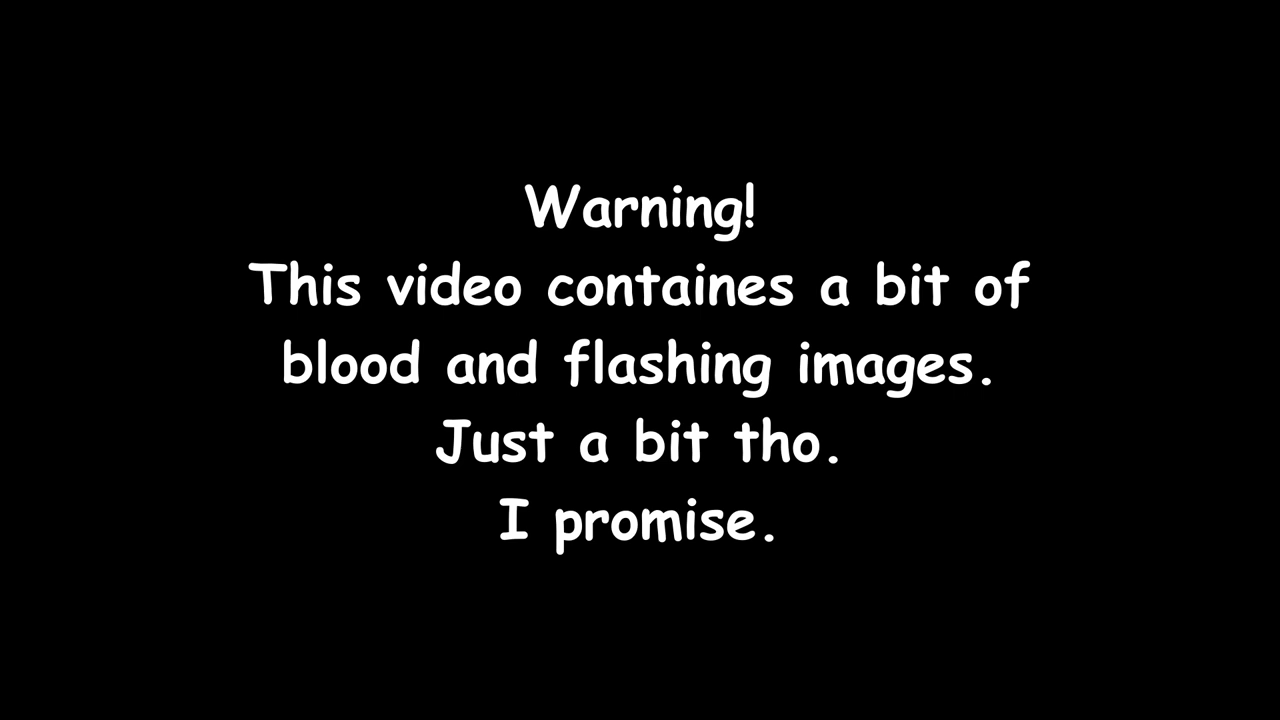 Warning!
This video containes a bit of
blood and flashing images.
Just a bit tho.
I promise.